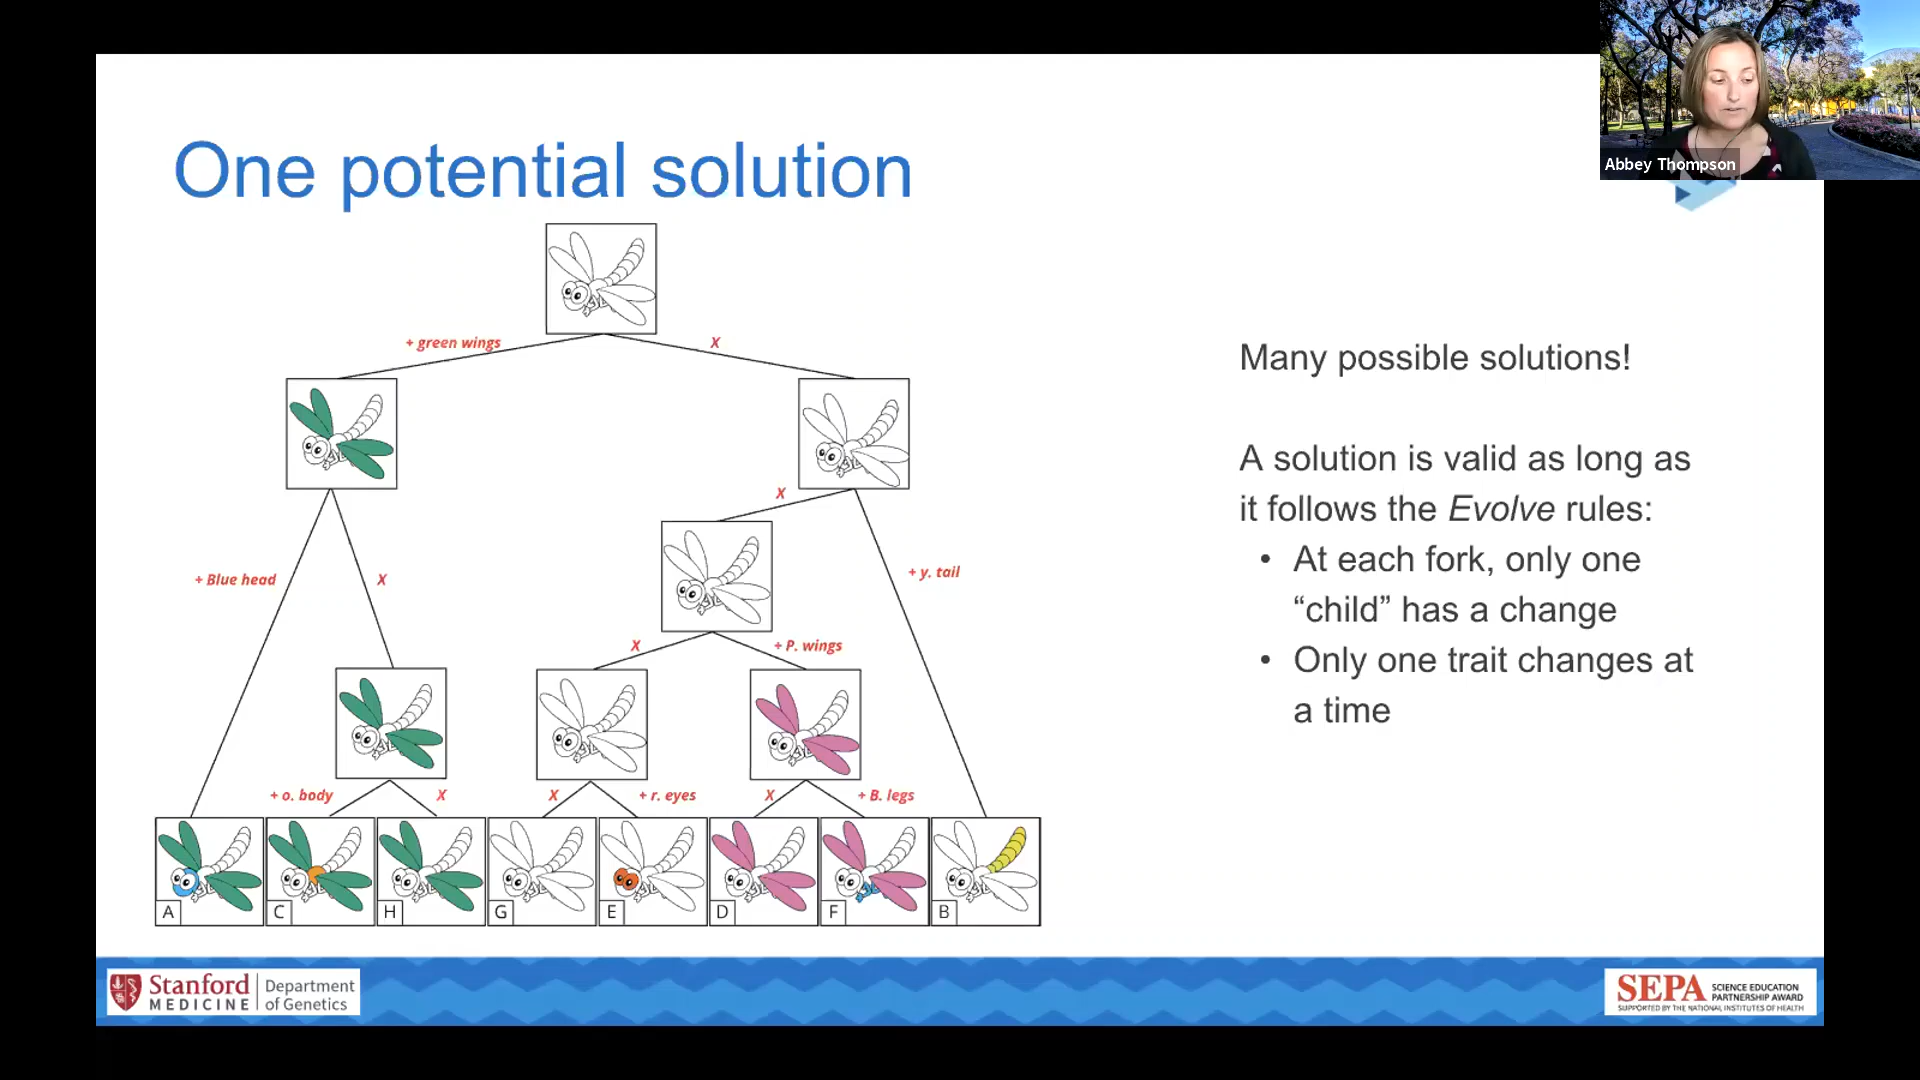 Abbey Thompson
One potential solution
+ green wings
X
X
+ Blue head
X
+ y. tail
X
+ P. wings
+ o. body
X
X
+ r. eyes
X
+ B. legs
A
C
H
G
E
D
F
B
Many possible solutions!
A solution is valid as long as
it follows the Evolve rules:
• At each fork, only one
“child” has a change
• Only one trait changes at
a time
Stanford
MEDICINE
Department
of Genetics
SEPA
SCIENCE EDUCATION
PARTNERSHIP AWARD
SUPPORTED BY THE NATIONAL INSTITUTES OF HEALTH